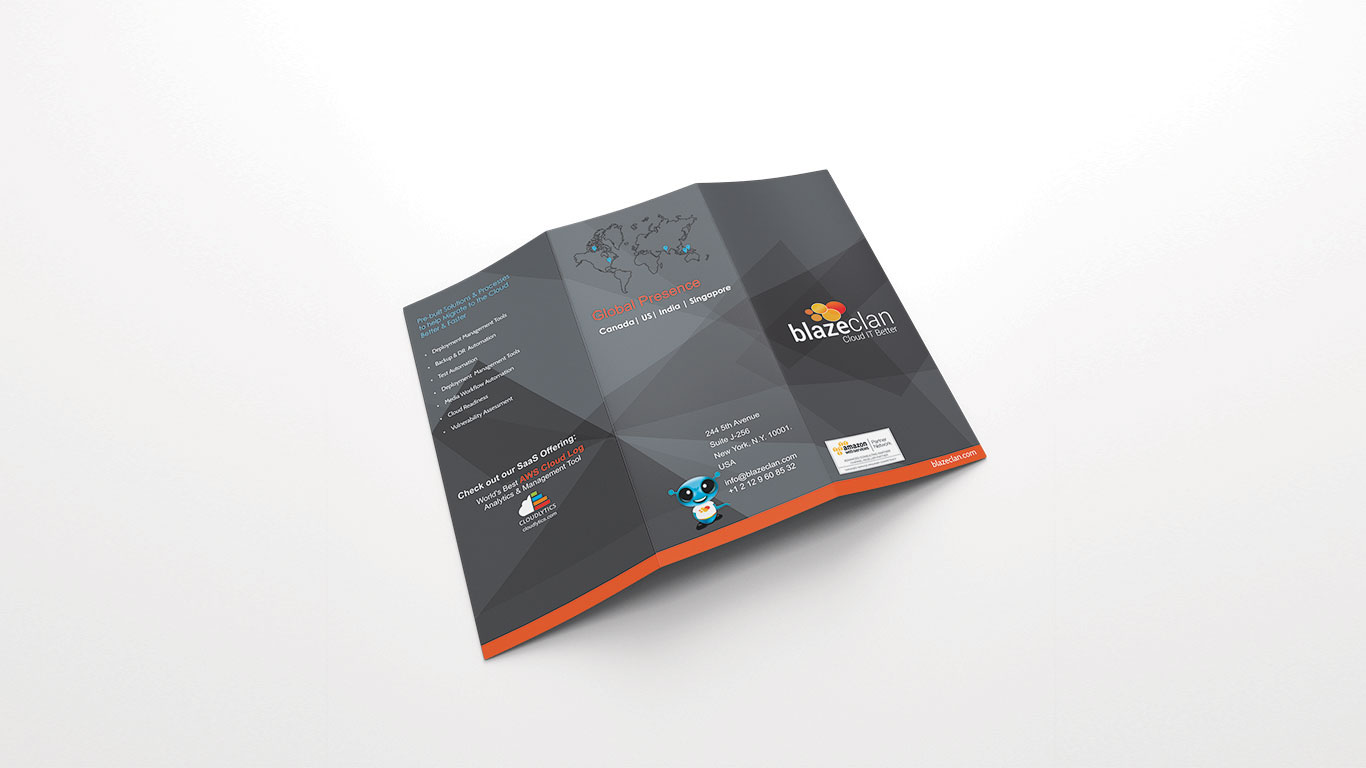 Pre-built Solutions & Processes
to help Migrate to the Cloud
Better & Faster
• Deployment Management Tools
• Backup & DR Automation
• Test Automation
• Deployment Management Tools
• Media Workflow Automation
• Cloud Readiness
• Vulnerability Assessment
Check out our SaaS Offering:
World's Best AWS Cloud Log
Analytics & Management Tool
CLOUDLYTICS
cloudlytics.com
Global Presence
Canada| US| India | Singapore
244 5th Avenue
Suite J-256
New York, N.Y. 10001.
USA
info@blazeclan.com
+1 2 12 9 60 85 32
blazeclan
Cloud IT Better
amazon
web services
Partner
Network
blazeclan.com